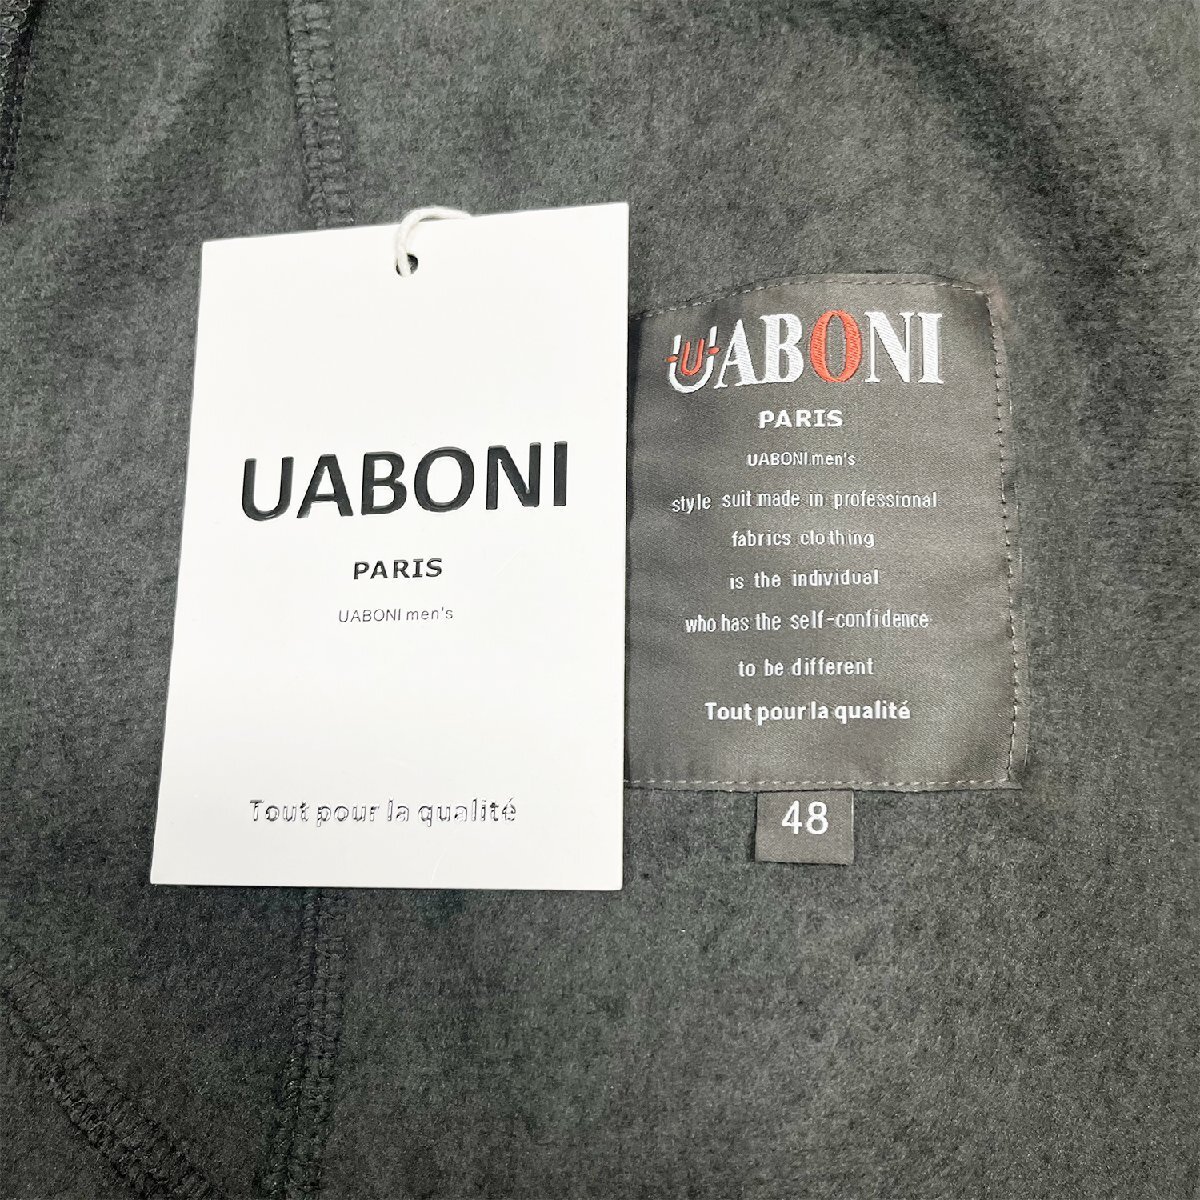 UABONI
PARIS
UABONI men's
Tout pour la qualité
UABONI
PARIS
UABONI men's
style suit made in professional
fabrics clothing
is the individual
who has the self-confidence
to be different
Tout pour la qualité
48